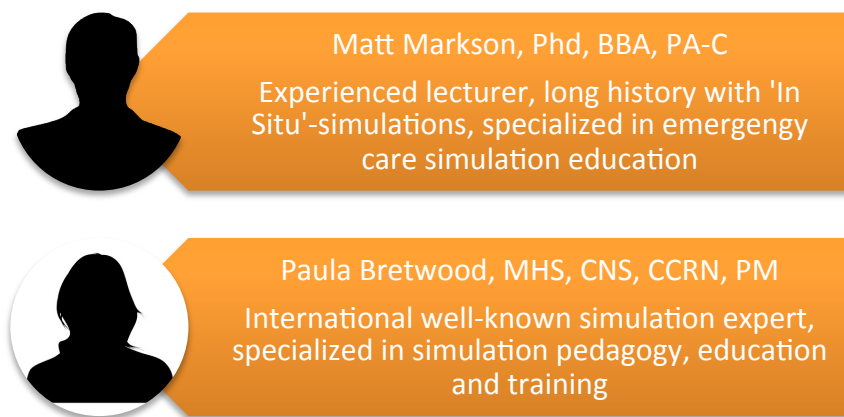 Matt Markson, Phd, BBA, PA-C
Experienced lecturer, long history with 'In
Situ'-simulations, specialized in emergengy
care simulation education
Paula Bretwood, MHS, CNS, CCRN, PM
International well-known simulation expert,
specialized in simulation pedagogy, education
and training